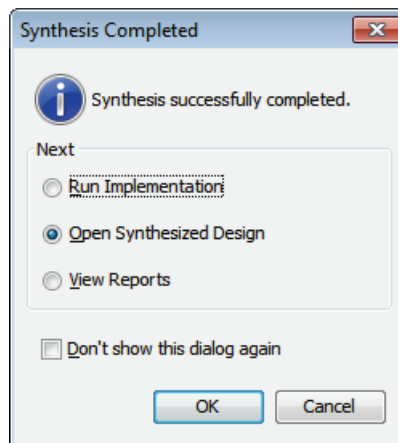 Synthesis Completed
Synthesis successfully completed.
Next
Run Implementation
Open Synthesized Design
View Reports
Don't show this dialog again
OK
Cancel